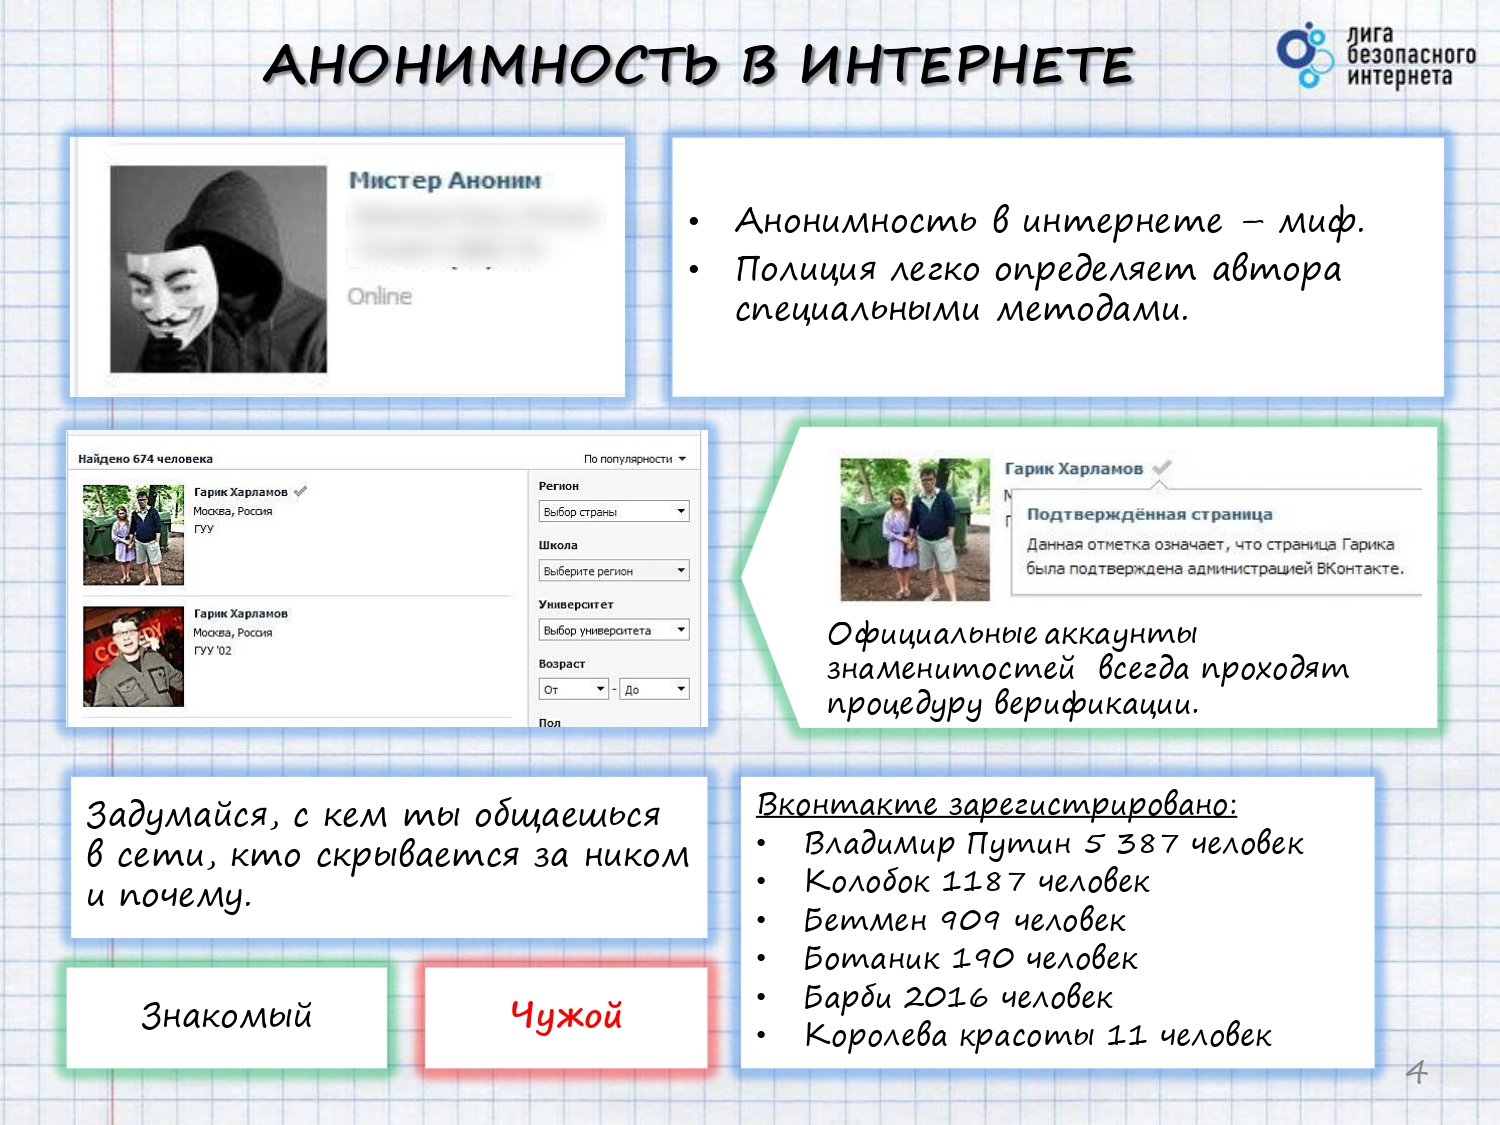 АНОНИМНОСТЬ В ИНТЕРНЕТЕ
лига
безопасного
интернета
Мистер Аноним
Online
• Анонимность в интернете – миф.
• Полиция легко определяет автора
специальными методами.
Найдено 674 человека
По популярности
Гарик Харламов
Москва, Россия
ГУУ
Гарик Харламов
Москва, Россия
ГУУ '02
Регион
Выбор страны
Школа
Выберите регион
Университет
Выбор университета
Возраст
От - До
Пол
Гарик Харламов
Подтверждённая страница
Данная отметка означает, что страница Гарика
была подтверждена администрацией ВКонтакте.
Официальные аккаунты
знаменитостей всегда проходят
процедуру верификации.
Задумайся, с кем ты общаешься
в сети, кто скрывается за ником
и почему.
Знакомый
Чужой
Вконтакте зарегистрировано:
• Владимир Путин 5 387 человек
• Колобок 1187 человек
• Бетмен 909 человек
• Ботаник 190 человек
• Барби 2016 человек
• Королева красоты 11 человек
4